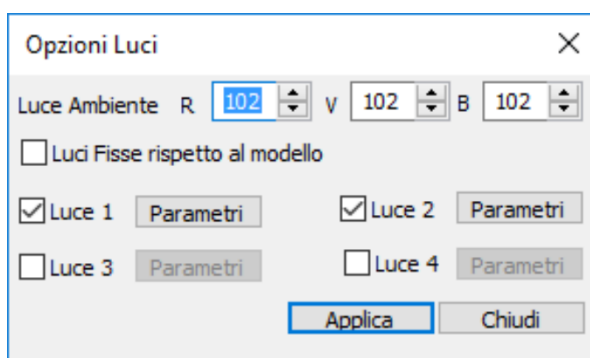 Opzioni Luci
Luce Ambiente R 102 V 102 B 102
Luci Fisse rispetto al modello
Luce 1 Parametri Luce 2 Parametri
Luce 3 Parametri Luce 4 Parametri
Applica Chiudi